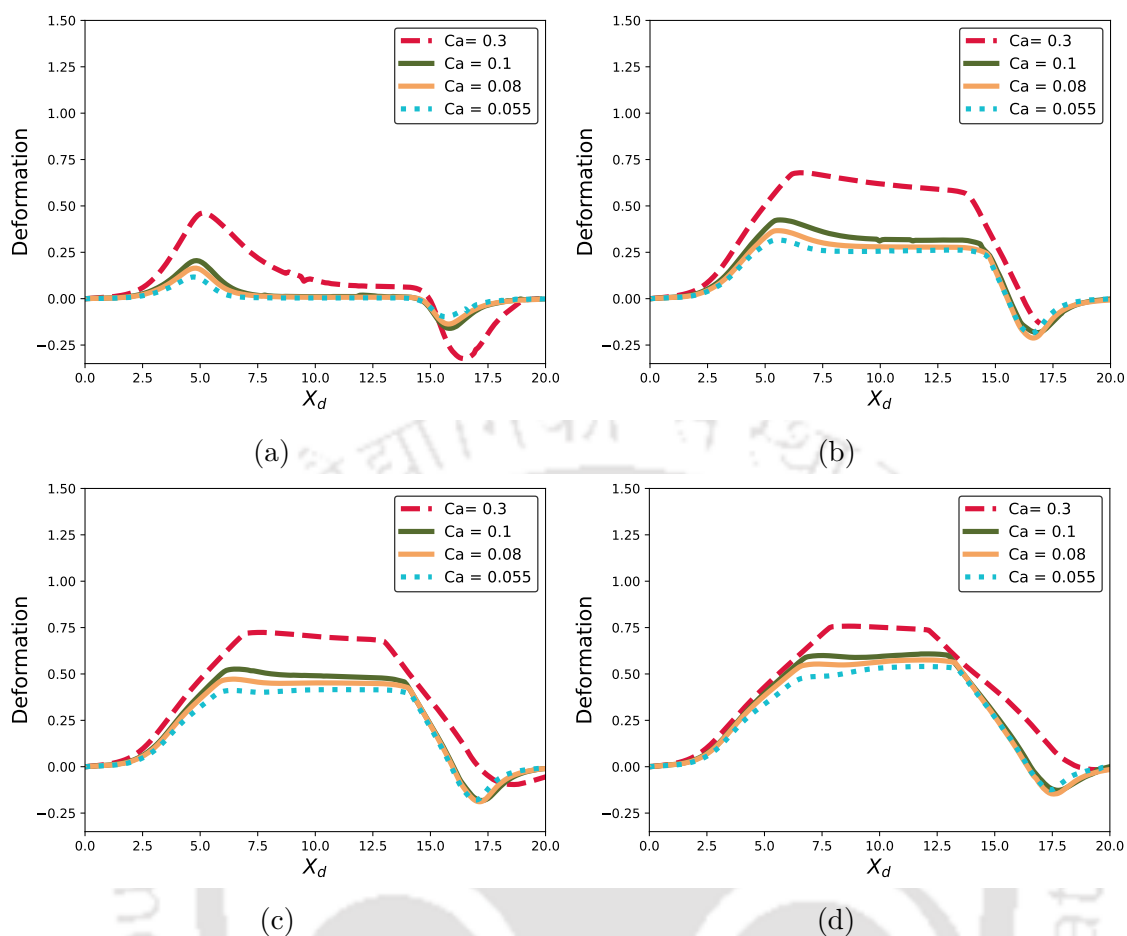 1.50
1.25
1.00
0.75
0.50
0.25
0.00
−0.25
Deformation
0.0 2.5 5.0 7.5 10.0 12.5 15.0 17.5 20.0
X_d
Ca= 0.3
Ca = 0.1
Ca = 0.08
Ca = 0.055
(a)
1.50
1.25
1.00
0.75
0.50
0.25
0.00
−0.25
Deformation
0.0 2.5 5.0 7.5 10.0 12.5 15.0 17.5 20.0
X_d
Ca= 0.3
Ca = 0.1
Ca = 0.08
Ca = 0.055
(b)
1.50
1.25
1.00
0.75
0.50
0.25
0.00
−0.25
Deformation
0.0 2.5 5.0 7.5 10.0 12.5 15.0 17.5 20.0
X_d
Ca= 0.3
Ca = 0.1
Ca = 0.08
Ca = 0.055
(c)
1.50
1.25
1.00
0.75
0.50
0.25
0.00
−0.25
Deformation
0.0 2.5 5.0 7.5 10.0 12.5 15.0 17.5 20.0
X_d
Ca= 0.3
Ca = 0.1
Ca = 0.08
Ca = 0.055
(d)